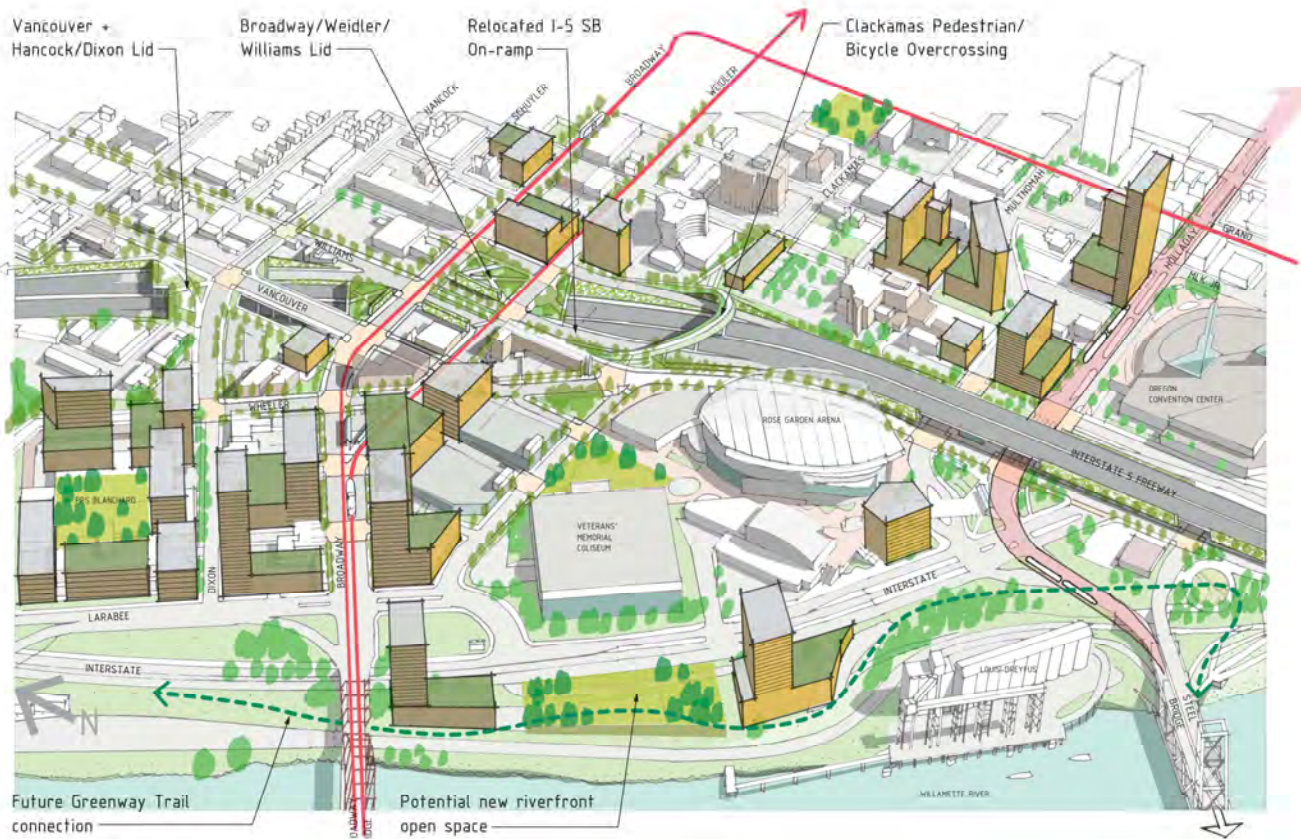 Vancouver +
Hancock/Dixon Lid
Broadway/Weidler/
Williams Lid
Relocated I-5 SB
On-ramp
Clackamas Pedestrian/
Bicycle Overcrossing
HANCOCK
SCHUYLER
BROADWAY
WEIDLER
CLACKAMAS
MULTNOMAH
GRAND
HOLLADAY
MLK JR
WILLIAMS
VANCOUVER
OREGON
CONVENTION CENTER
WHEELER
ROSE GARDEN ARENA
INTERSTATE 5 FREEWAY
PPS BLANCHARD
VETERANS'
MEMORIAL
COLISEUM
DIXON
BROADWAY
LARABEE
INTERSTATE
INTERSTATE
LOUIS-DREYFUS
N
STEEL
BRIDGE
WILLAMETTE RIVER
Future Greenway Trail
connection
Potential new riverfront
open space